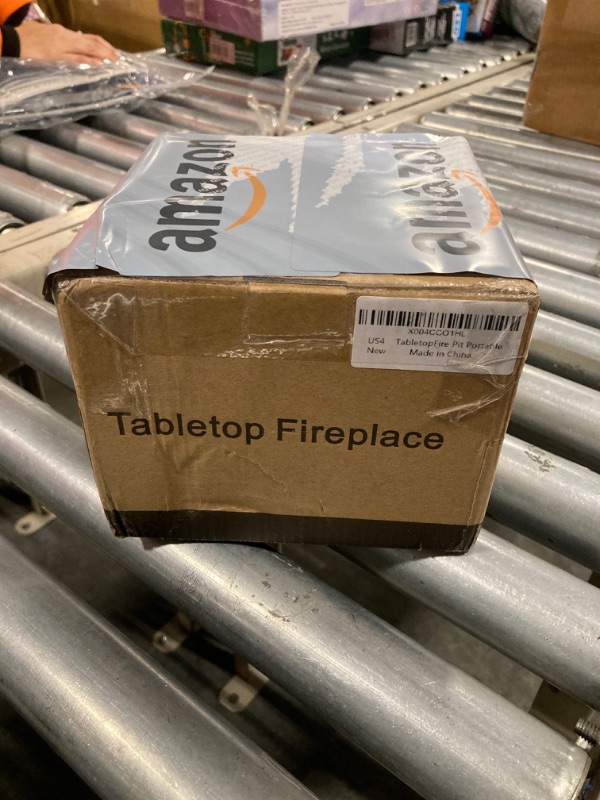 amazon
amazon
X004CCO1HL
US4 TabletopFire Pit Portable
New Made in China
Tabletop Fireplace